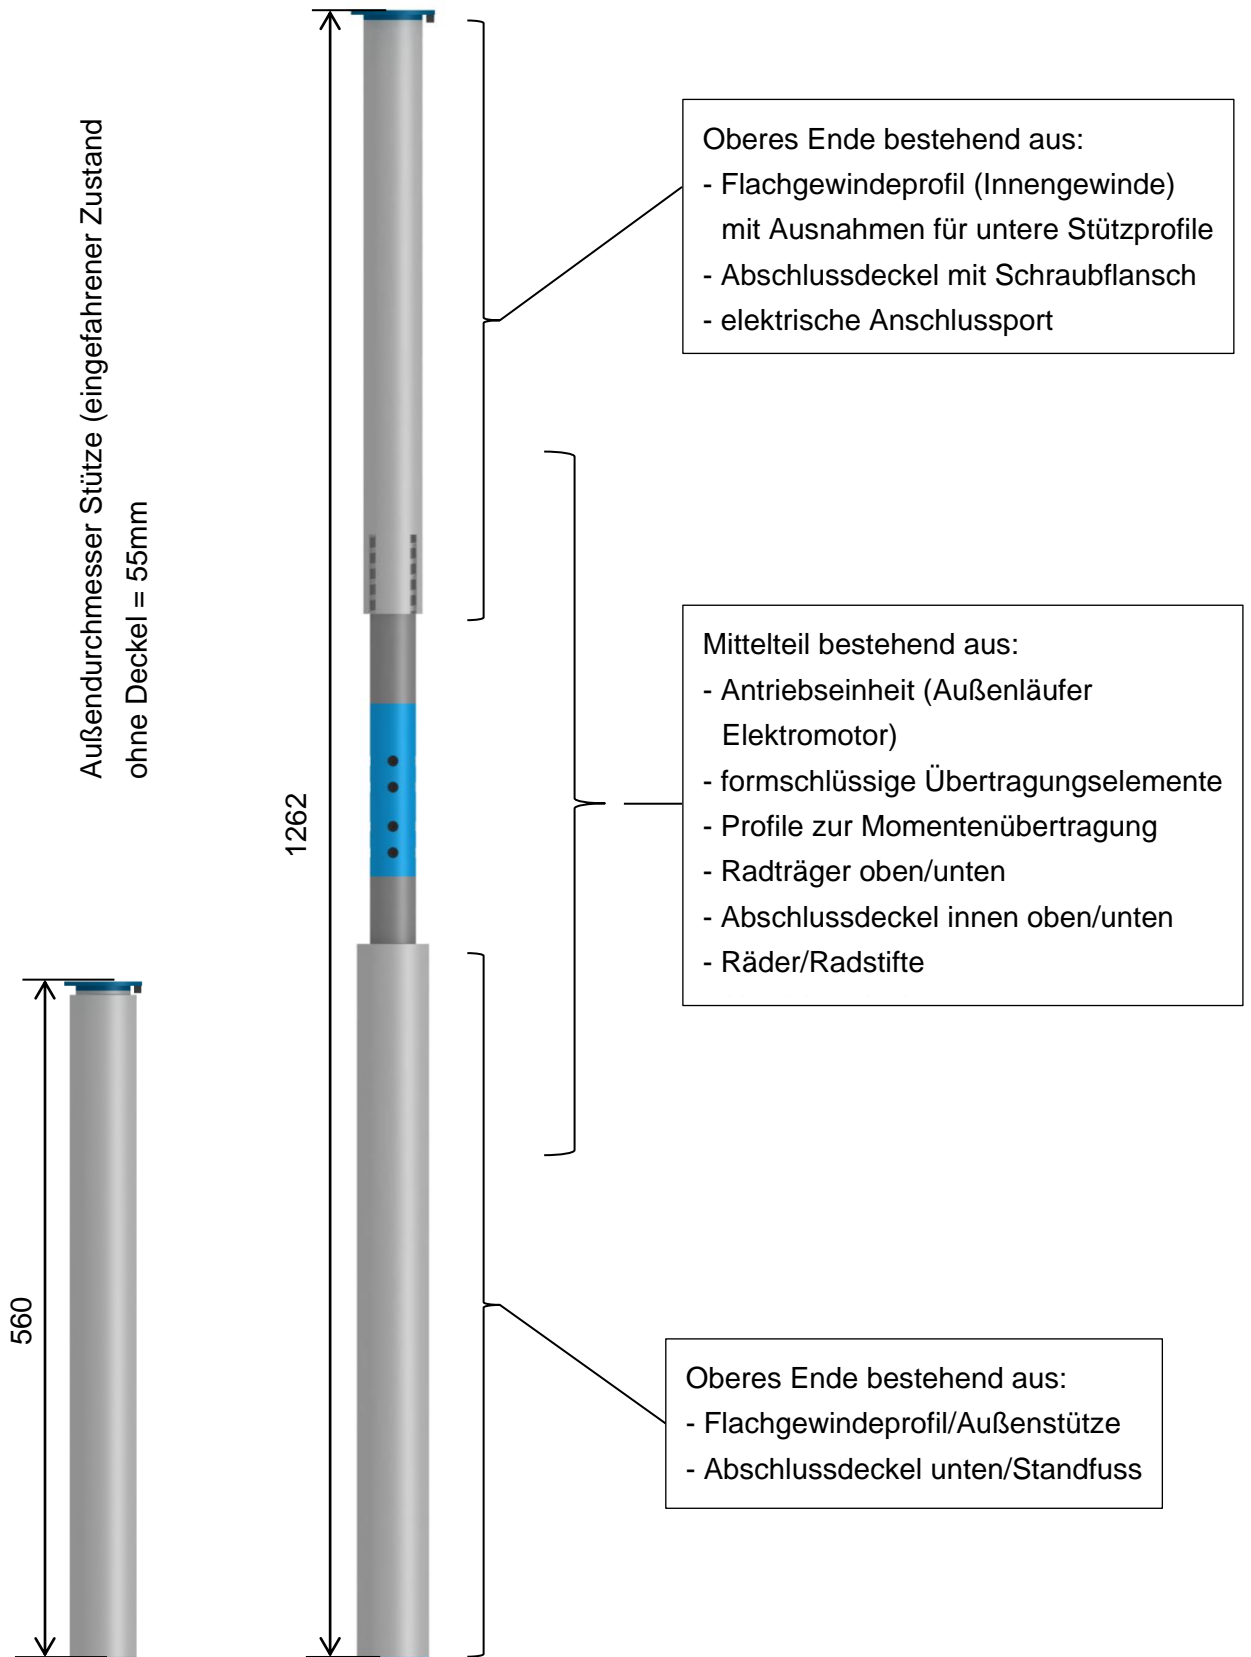 Außendurchmesser Stütze (eingefahrener Zustand
ohne Deckel = 55mm
1262
560
Oberes Ende bestehend aus:
- Flachgewindeprofil (Innengewinde)
mit Ausnahmen für untere Stützprofile
- Abschlussdeckel mit Schraubflansch
- elektrische Anschlussport
Mittelteil bestehend aus:
- Antriebseinheit (Außenläufer
Elektromotor)
- formschlüssige Übertragungselemente
- Profile zur Momentenübertragung
- Radträger oben/unten
- Abschlussdeckel innen oben/unten
- Räder/Radstifte
Oberes Ende bestehend aus:
- Flachgewindeprofil/Außenstütze
- Abschlussdeckel unten/Standfuss